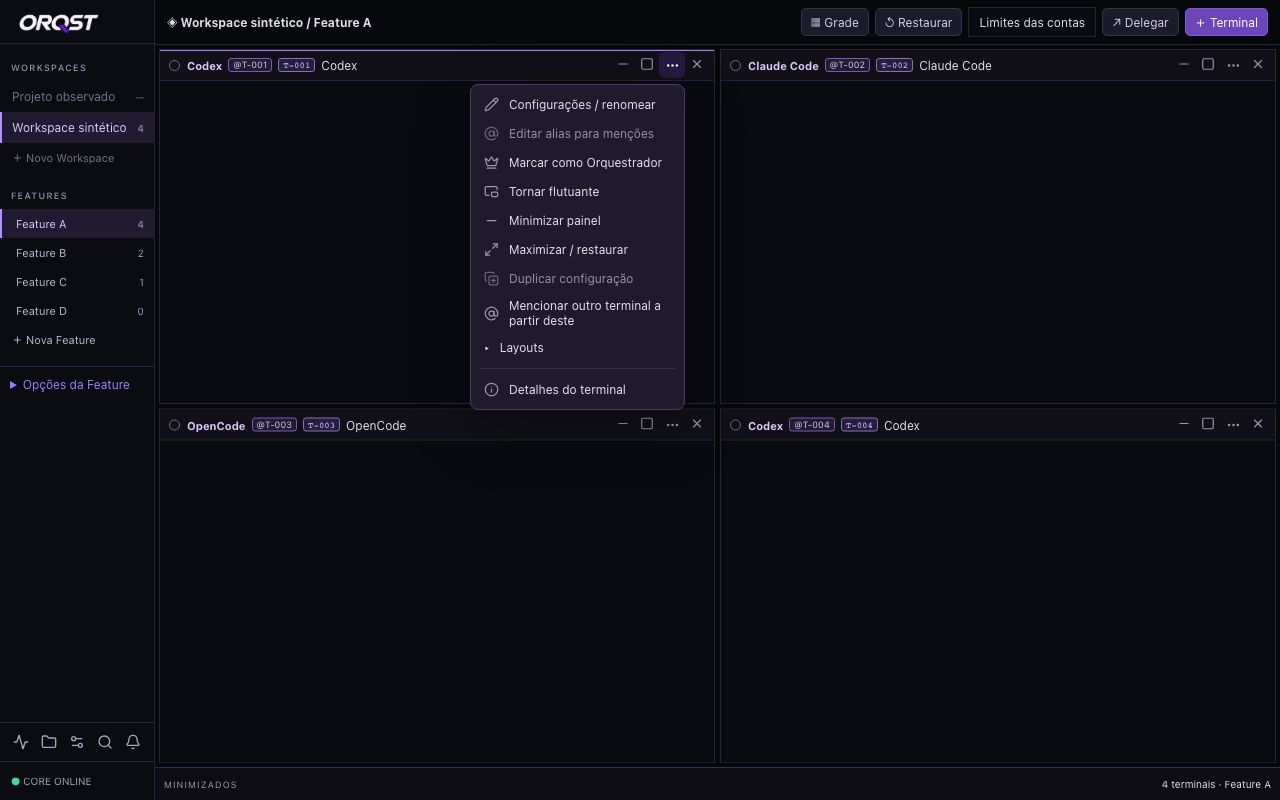 ORQST
◈ Workspace sintético / Feature A
▦ Grade
↺ Restaurar
Limites das contas
↗ Delegar
+ Terminal
WORKSPACES
Projeto observado —
Workspace sintético 4
+ Novo Workspace
FEATURES
Feature A 4
Feature B 2
Feature C 1
Feature D 0
+ Nova Feature
▶ Opções da Feature
CORE ONLINE
Codex @T-001 T-001 Codex
Configurações / renomear
Editar alias para menções
Marcar como Orquestrador
Tornar flutuante
Minimizar painel
Maximizar / restaurar
Duplicar configuração
Mencionar outro terminal a
partir deste
▸ Layouts
Detalhes do terminal
Claude Code @T-002 T-002 Claude Code
OpenCode @T-003 T-003 OpenCode
Codex @T-004 T-004 Codex
MINIMIZADOS
4 terminais · Feature A